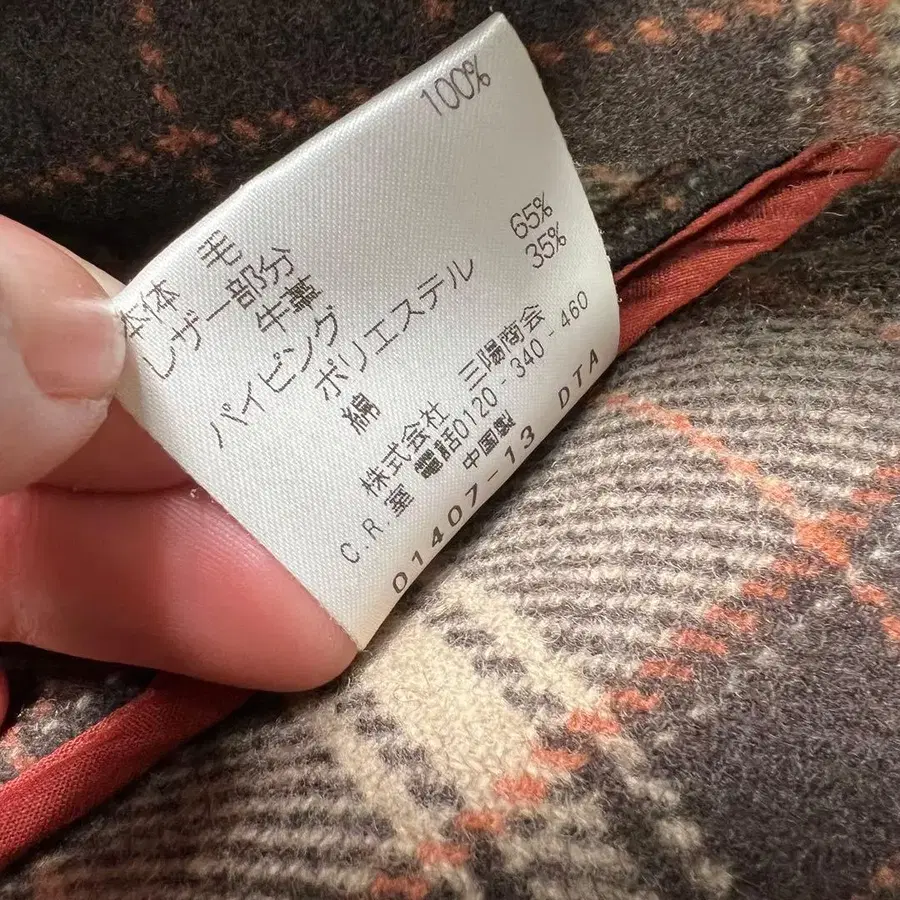 本体 毛 100%
レザー部分
牛革
パイピング
ポリエステル 65%
綿 35%
株式会社 三陽商会
C.R.室 電話0120-340-460
中国製
01407-13 DTA